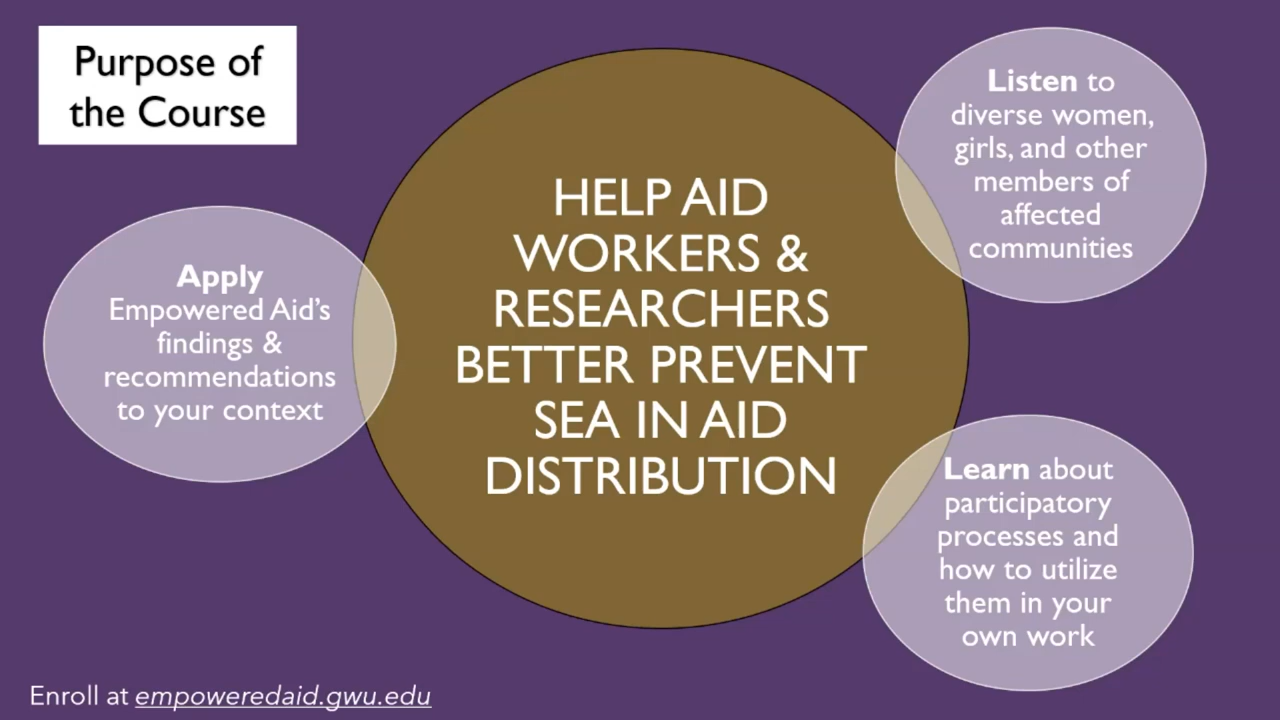 Purpose of
the Course
HELP AID
WORKERS &
RESEARCHERS
BETTER PREVENT
SEA IN AID
DISTRIBUTION
Listen to
diverse women,
girls, and other
members of
affected
communities
Learn about
participatory
processes and
how to utilize
them in your
own work
Apply
Empowered Aid’s
findings &
recommendations
to your context
Enroll at empoweredaid.gwu.edu